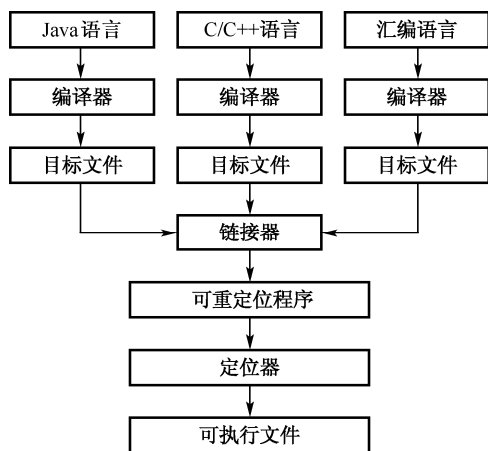 Java语言
C/C++语言
汇编语言
编译器
编译器
编译器
目标文件
目标文件
目标文件
链接器
可重定位程序
定位器
可执行文件